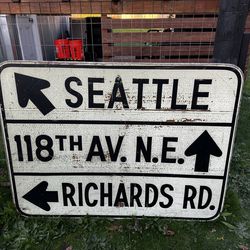 SEATTLE
118TH AV. N.E.
RICHARDS RD.